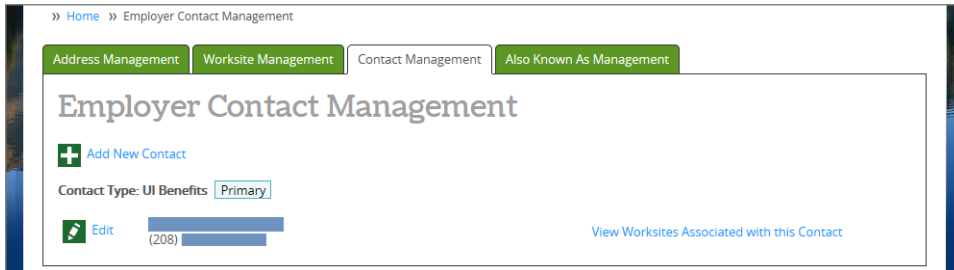 » Home » Employer Contact Management
Address Management Worksite Management Contact Management Also Known As Management
Employer Contact Management
Add New Contact
Contact Type: UI Benefits Primary
Edit
(208)
View Worksites Associated with this Contact